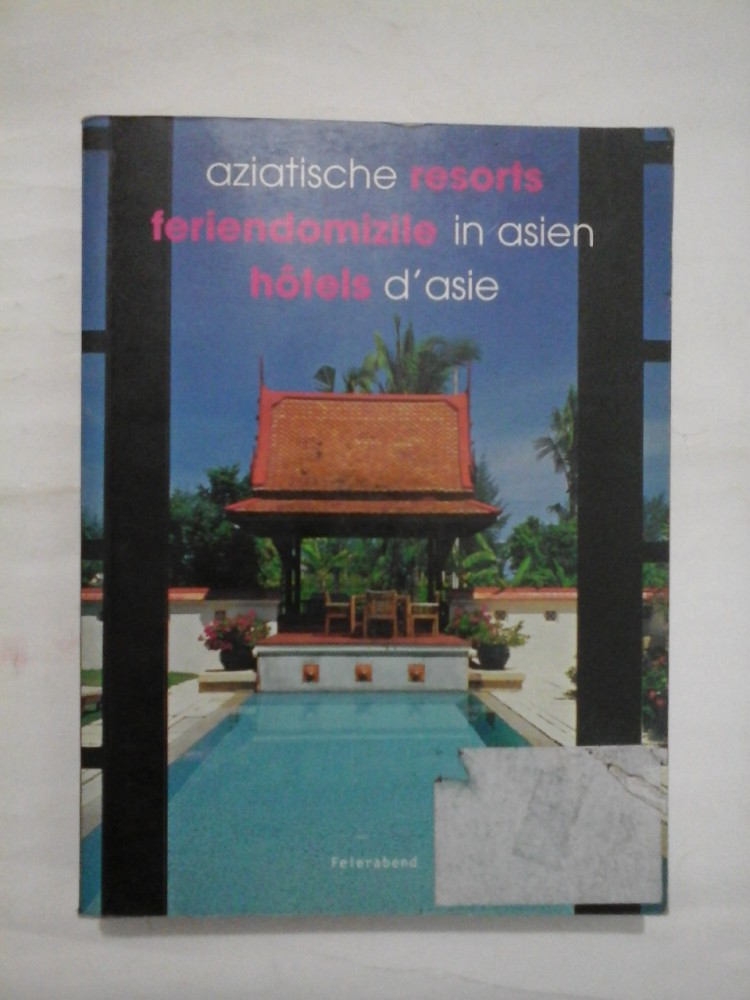 aziatische resorts
feriendomizile in asien
hôtels d'asie
Feierabend